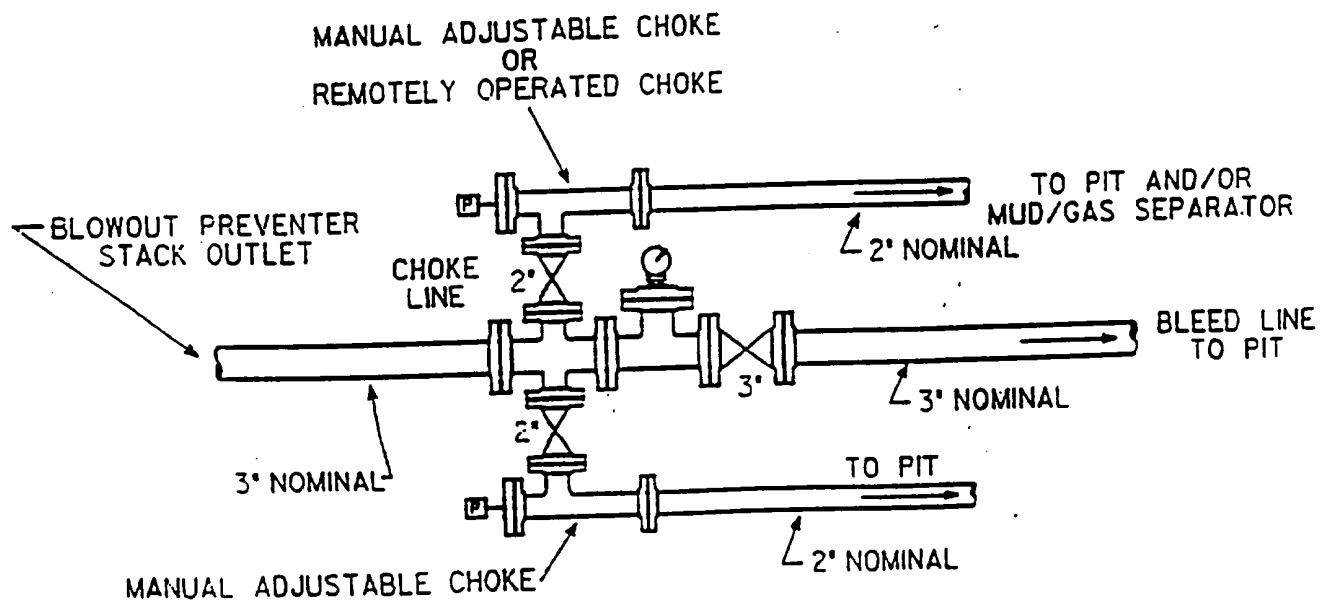 MANUAL ADJUSTABLE CHOKE
OR
REMOTELY OPERATED CHOKE
P
TO PIT AND/OR
MUD/GAS SEPARATOR
2" NOMINAL
BLOWOUT PREVENTER
STACK OUTLET
CHOKE
LINE
2"
BLEED LINE
TO PIT
3"
3" NOMINAL
2"
3" NOMINAL
TO PIT
P
2" NOMINAL
MANUAL ADJUSTABLE CHOKE